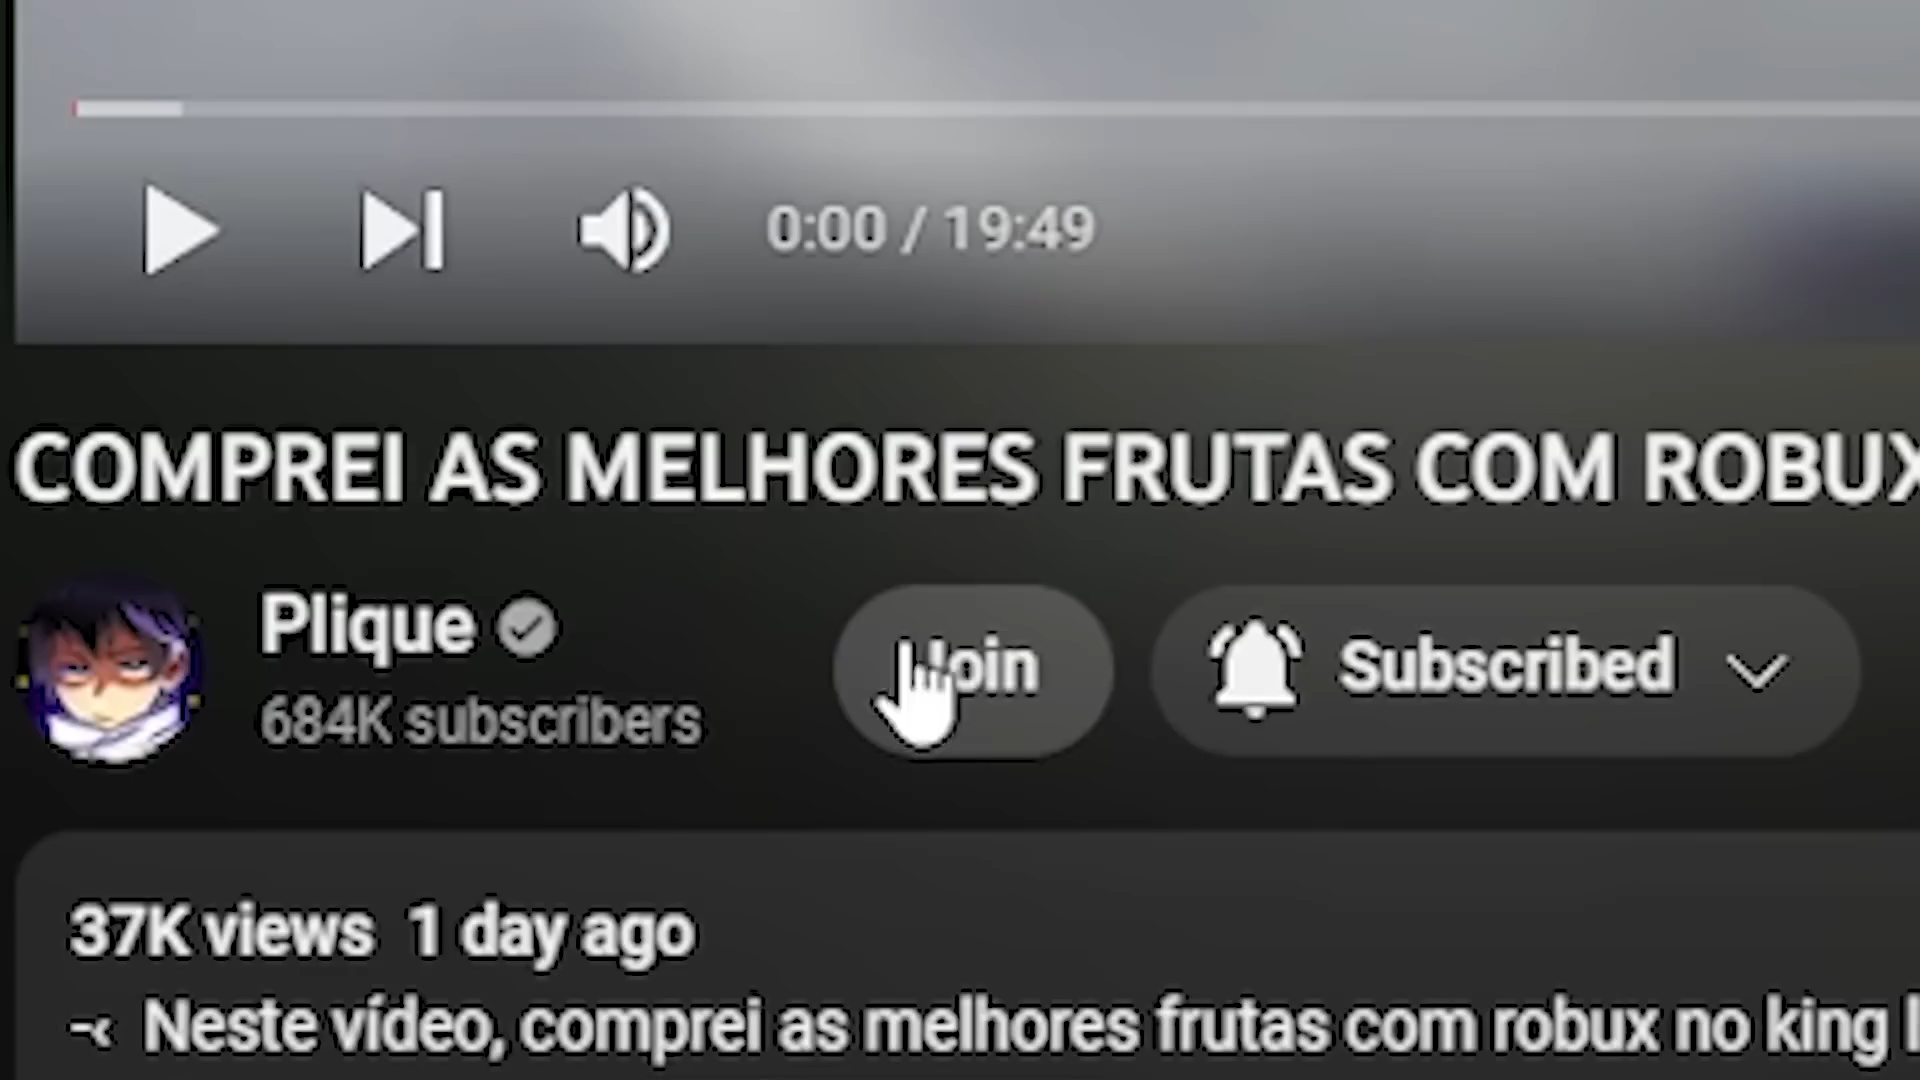 0:00 / 19:49
COMPREI AS MELHORES FRUTAS COM ROBUX
Plique
684K subscribers
Join
Subscribed
37K views 1 day ago
Neste vídeo, comprei as melhores frutas com robux no king